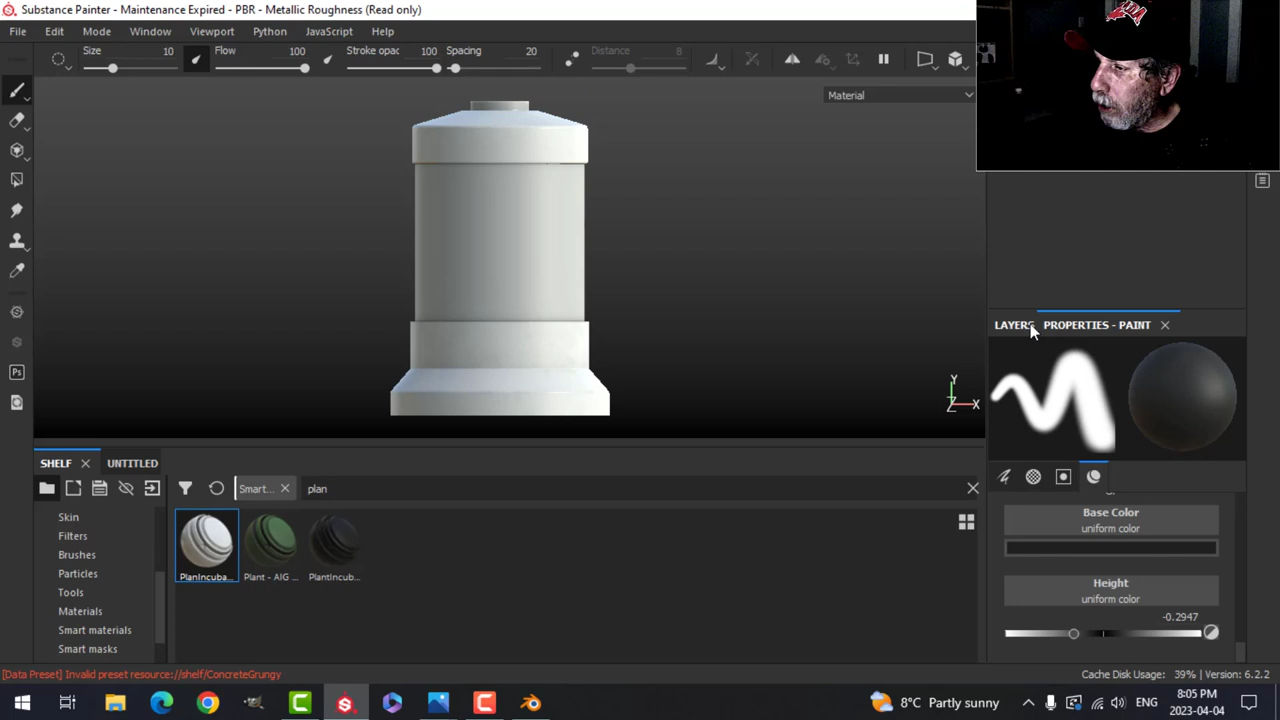 Substance Painter - Maintenance Expired - PBR - Metallic Roughness (Read only)
File Edit Mode Window Viewport Python JavaScript Help
Size 10 Flow 100 Stroke opac 100 Spacing 20 Distance 8
Material
Y
Z X
LAYERS PROPERTIES - PAINT
SHELF UNTITLED
Smart... plan
Skin
Filters
Brushes
Particles
Tools
Materials
Smart materials
Smart masks
PlanIncuba... Plant - AIG ... PlantIncub...
Base Color
uniform color
Height
uniform color
-0.2947
[Data Preset] Invalid preset resource://shelf/ConcreteGrungy
Cache Disk Usage: 39% | Version: 6.2.2
Ps
8°C Partly sunny
ENG
8:05 PM
2023-04-04